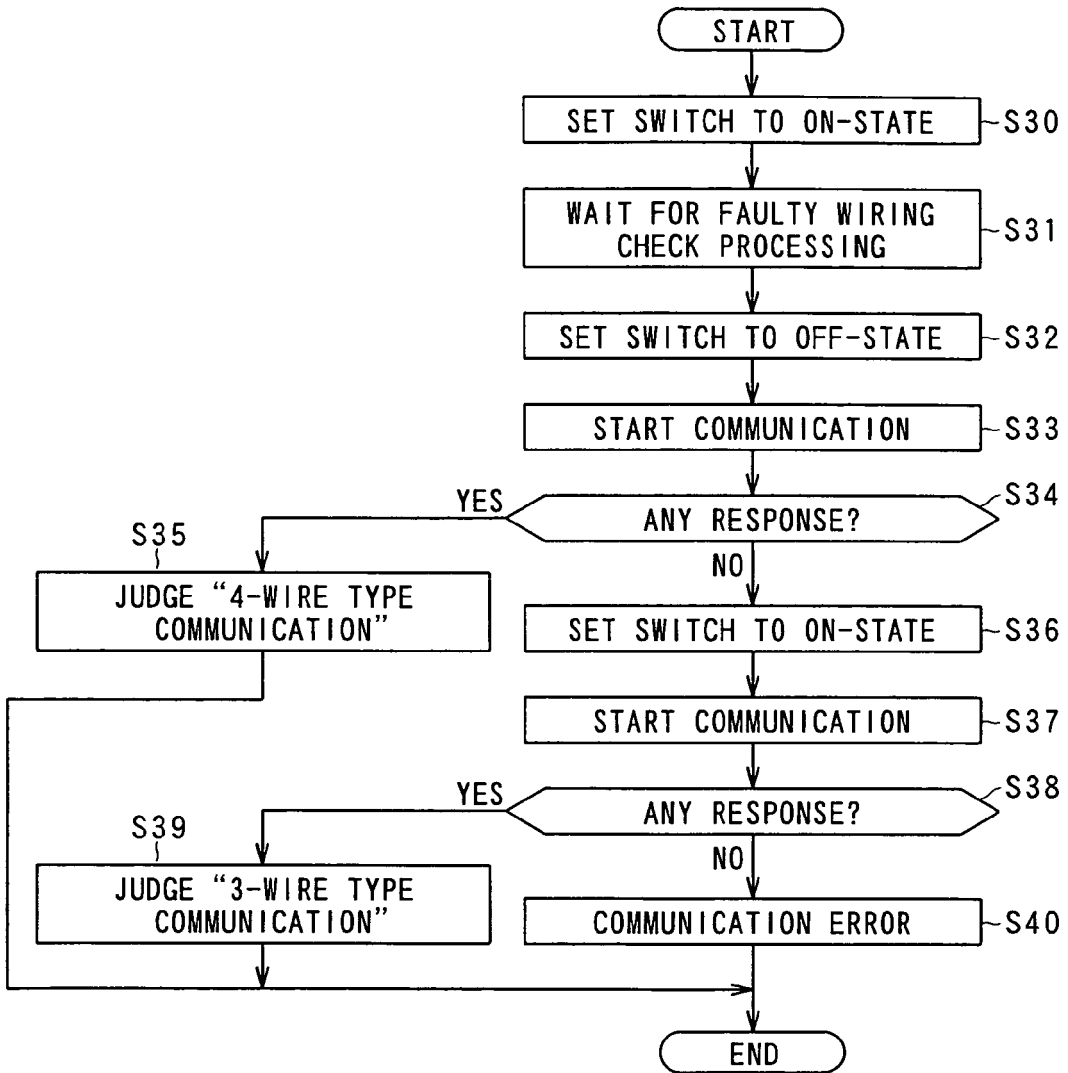 START
SET SWITCH TO ON-STATE
S30
WAIT FOR FAULTY WIRING
CHECK PROCESSING
S31
SET SWITCH TO OFF-STATE
S32
START COMMUNICATION
S33
ANY RESPONSE?
S34
YES
NO
S35
JUDGE “4-WIRE TYPE
COMMUNICATION”
SET SWITCH TO ON-STATE
S36
START COMMUNICATION
S37
ANY RESPONSE?
S38
YES
NO
S39
JUDGE “3-WIRE TYPE
COMMUNICATION”
COMMUNICATION ERROR
S40
END